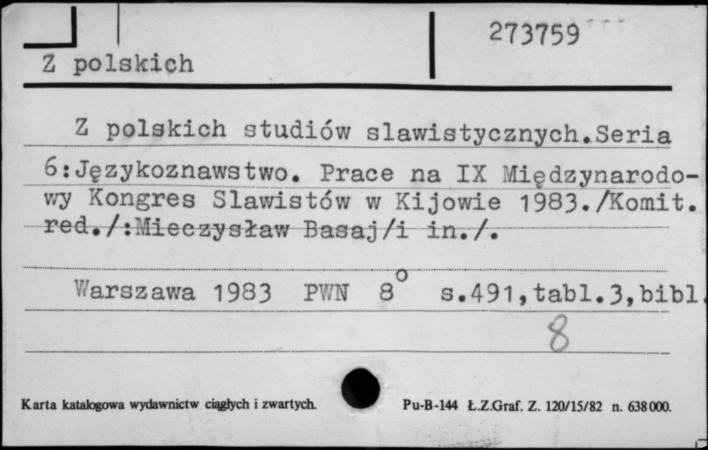 273759
Z polskich
Z polskich studiów slawistycznych.Seria
6:Językoznawstwo. Prace na IX Międzynarodo-
wy Kongres Slawistów w Kijowie 1983./Komit.
red./:Mieczysław Basaj/i in./.
Warszawa 1983 PWN 8° s.491,tabl.3,bibl.
8
Karta katalogowa wydawnictw ciągłych i zwartych. Pu-B-144 Ł.Z.Graf. Z. 120/15/82 n. 638000.